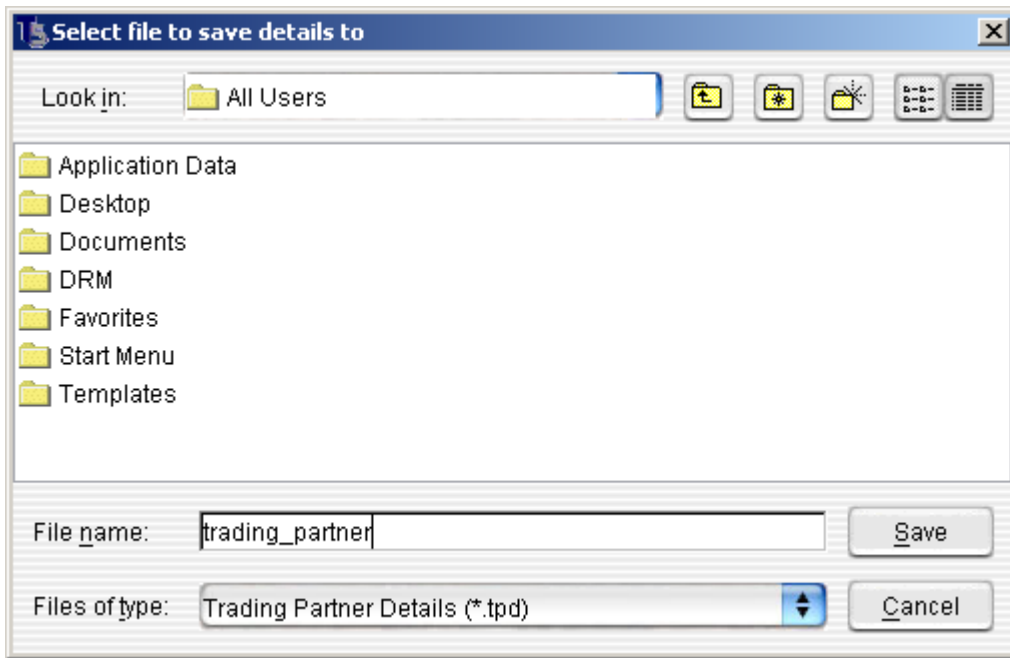 Select file to save details to
Look in: All Users
Application Data
Desktop
Documents
DRM
Favorites
Start Menu
Templates
File name: trading_partner Save
Files of type: Trading Partner Details (*.tpd) Cancel